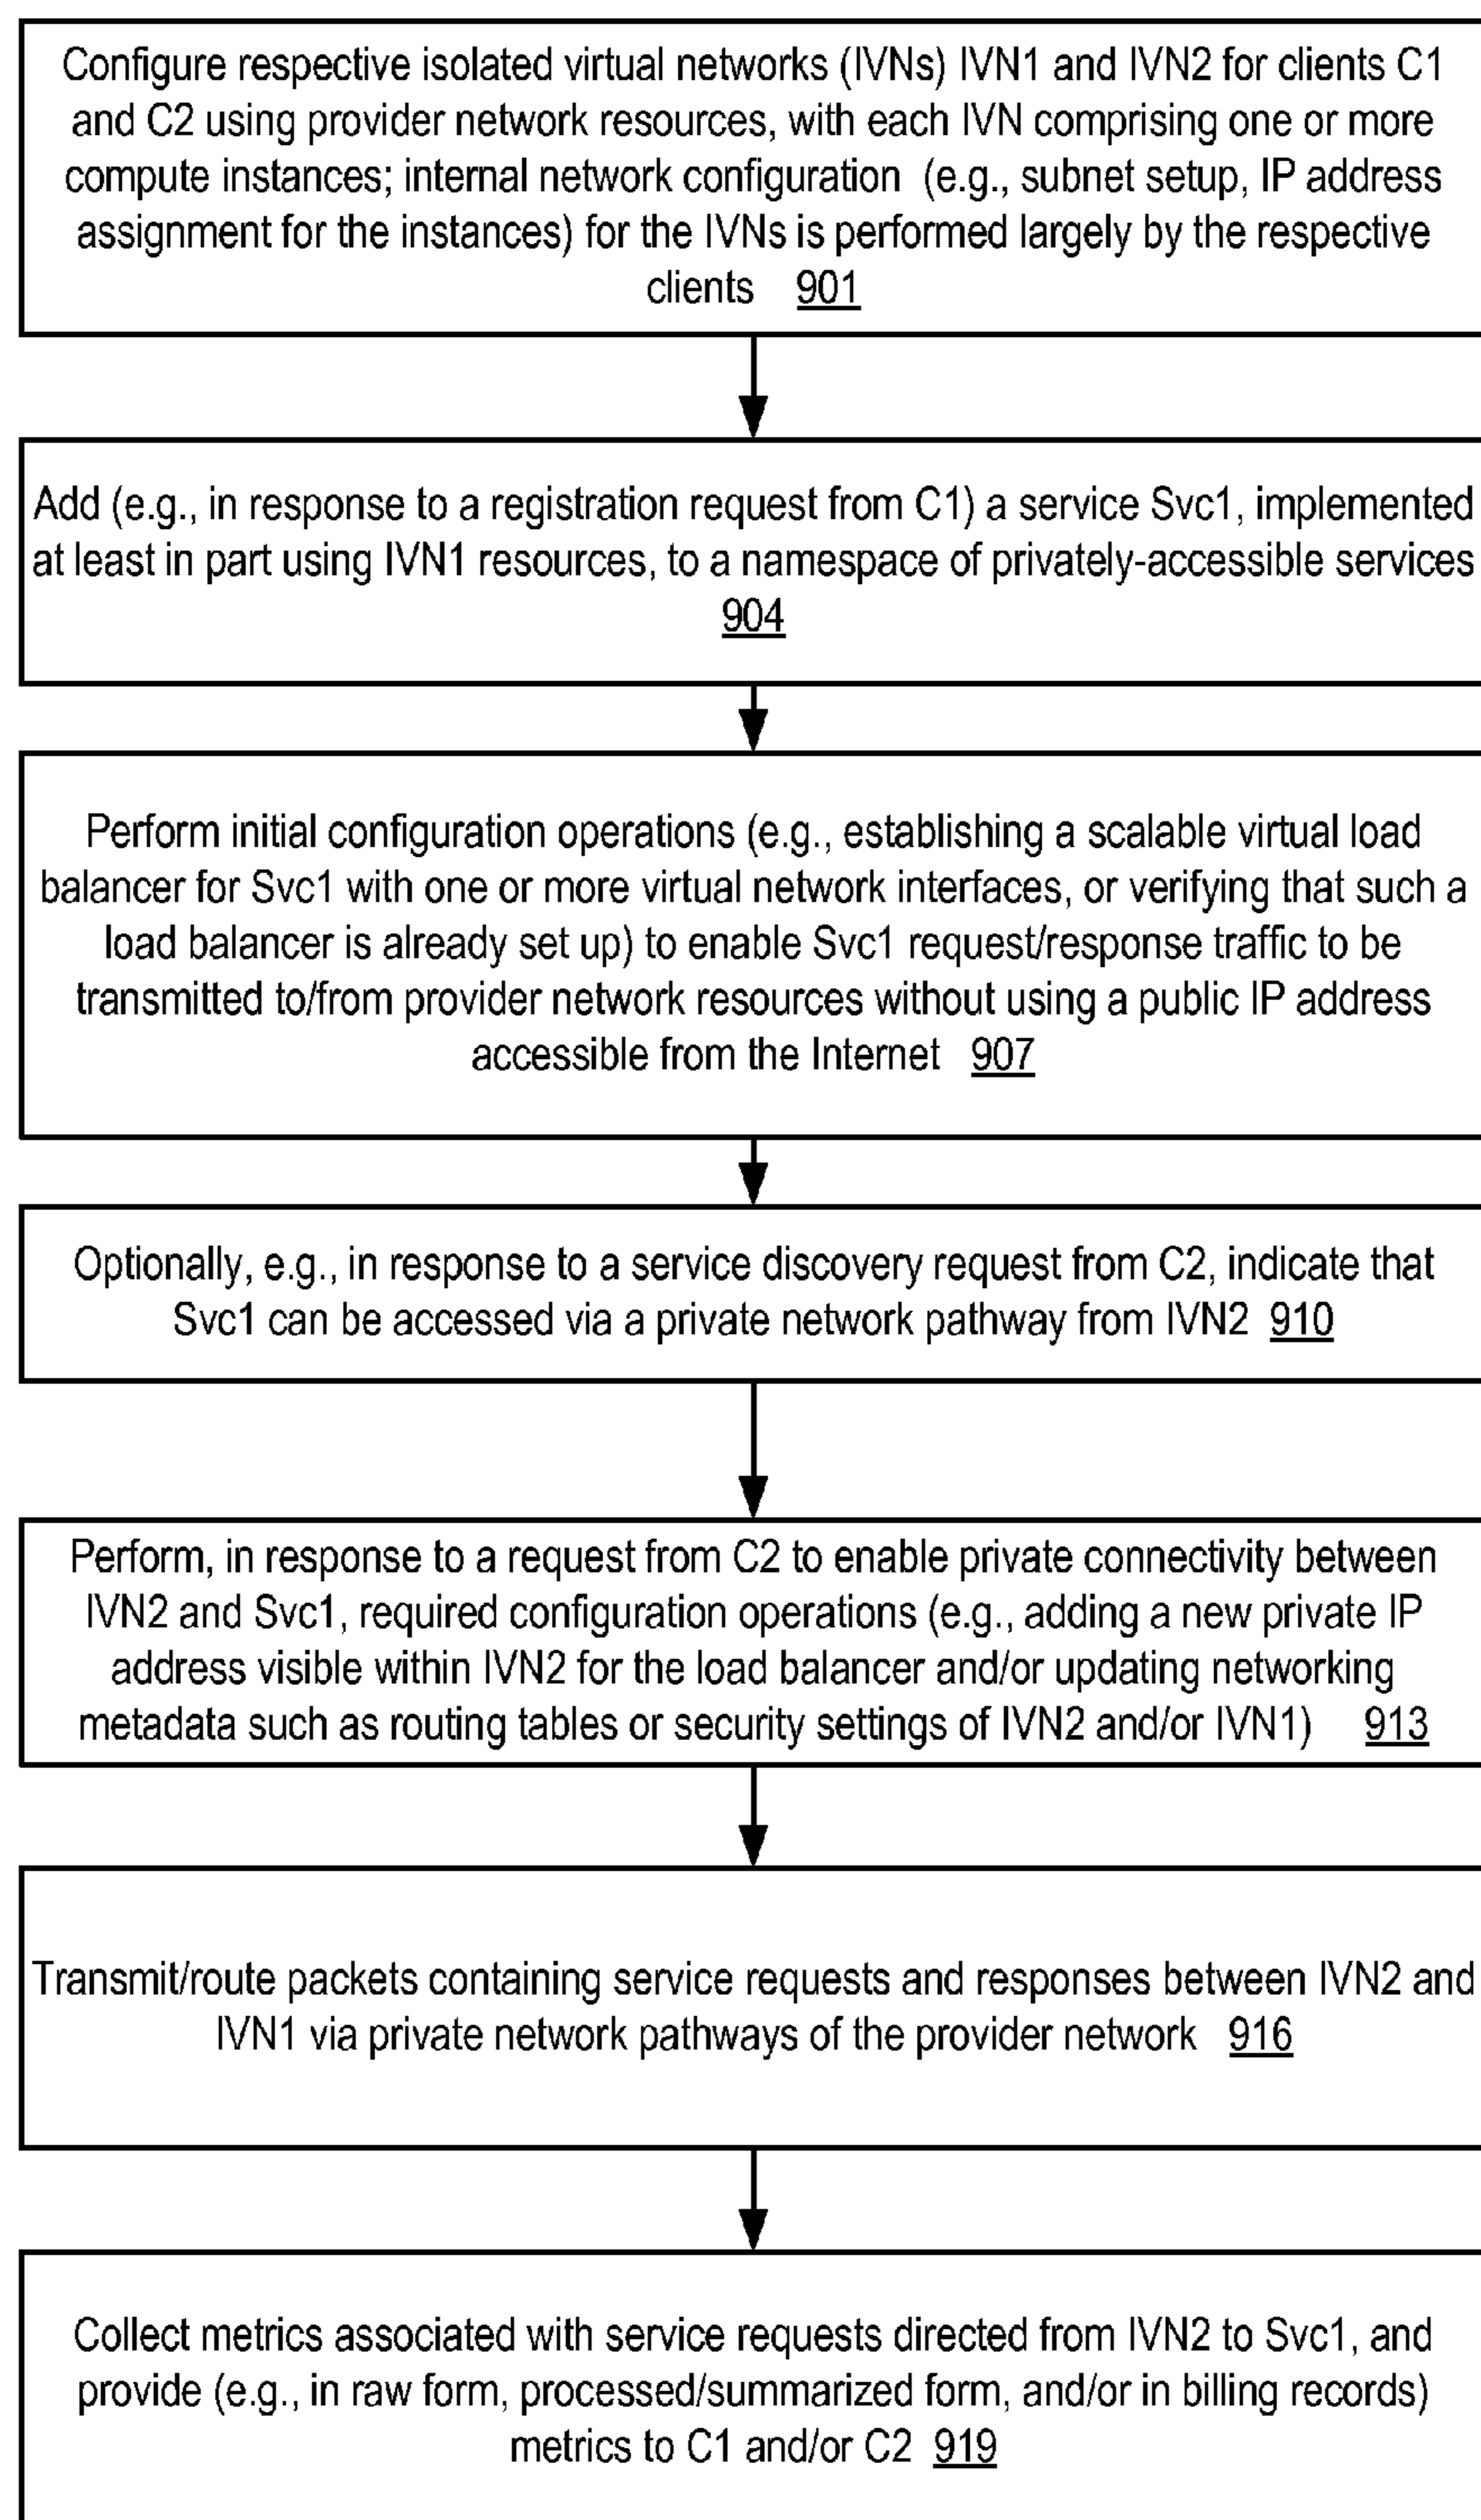 Configure respective isolated virtual networks (IVNs) IVN1 and IVN2 for clients C1
and C2 using provider network resources, with each IVN comprising one or more
compute instances; internal network configuration (e.g., subnet setup, IP address
assignment for the instances) for the IVNs is performed largely by the respective
clients 901
Add (e.g., in response to a registration request from C1) a service Svc1, implemented
at least in part using IVN1 resources, to a namespace of privately-accessible services
904
Perform initial configuration operations (e.g., establishing a scalable virtual load
balancer for Svc1 with one or more virtual network interfaces, or verifying that such a
load balancer is already set up) to enable Svc1 request/response traffic to be
transmitted to/from provider network resources without using a public IP address
accessible from the Internet 907
Optionally, e.g., in response to a service discovery request from C2, indicate that
Svc1 can be accessed via a private network pathway from IVN2 910
Perform, in response to a request from C2 to enable private connectivity between
IVN2 and Svc1, required configuration operations (e.g., adding a new private IP
address visible within IVN2 for the load balancer and/or updating networking
metadata such as routing tables or security settings of IVN2 and/or IVN1) 913
Transmit/route packets containing service requests and responses between IVN2 and
IVN1 via private network pathways of the provider network 916
Collect metrics associated with service requests directed from IVN2 to Svc1, and
provide (e.g., in raw form, processed/summarized form, and/or in billing records)
metrics to C1 and/or C2 919